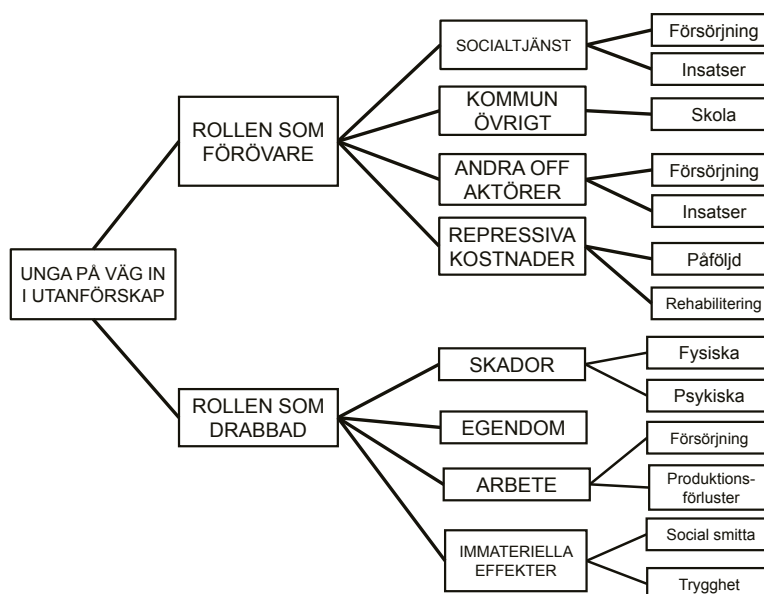 UNGA PÅ VÄG IN
I UTANFÖRSKAP
ROLLEN SOM
FÖRÖVARE
SOCIALTJÄNST
Försörjning
Insatser
KOMMUN
ÖVRIGT
Skola
ANDRA OFF
AKTÖRER
Försörjning
Insatser
REPRESSIVA
KOSTNADER
Påföljd
Rehabilitering
ROLLEN SOM
DRABBAD
SKADOR
Fysiska
Psykiska
EGENDOM
ARBETE
Försörjning
Produktions-
förluster
IMMATERIELLA
EFFEKTER
Social smitta
Trygghet